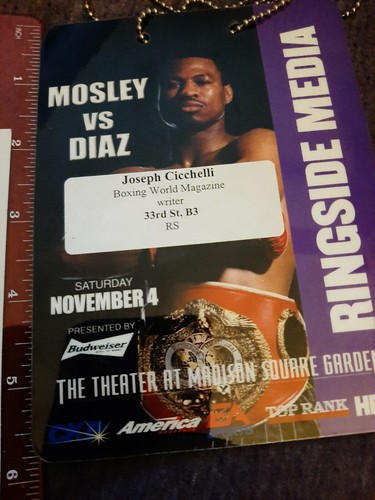 MOSLEY
VS
DIAZ
RINGSIDE MEDIA
Joseph Cicchelli
Boxing World Magazine
writer
33rd St, B3
RS
SATURDAY
NOVEMBER 4
PRESENTED BY
Budweiser
THE THEATER AT MADISON SQUARE GARDEN
America
TOP RANK
HB
1
2
3
4
5
6